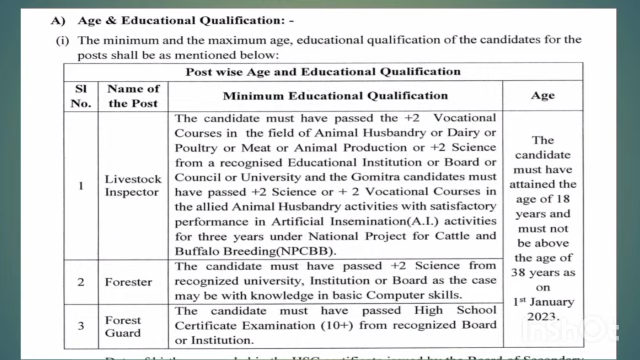 A) Age & Educational Qualification: -
(i) The minimum and the maximum age, educational qualification of the candidates for the
posts shall be as mentioned below:
Post wise Age and Educational Qualification
Sl No. Name of the Post Minimum Educational Qualification Age
1 Livestock Inspector
The candidate must have passed the +2 Vocational
Courses in the field of Animal Husbandry or Dairy or
Poultry or Meat or Animal Production or +2 Science
from a recognised Educational Institution or Board or
Council or University and the Gomitra candidates must
have passed +2 Science or + 2 Vocational Courses in
the allied Animal Husbandry activities with satisfactory
performance in Artificial Insemination(A.I.) activities
for three years under National Project for Cattle and
Buffalo Breeding(NPCBB).
2 Forester
The candidate must have passed +2 Science from
recognized university, Institution or Board as the case
may be with knowledge in basic Computer skills.
3 Forest Guard
The candidate must have passed High School
Certificate Examination (10+) from recognized Board
or Institution.
The
candidate
must have
attained the
age of 18
years and
must not
be above
the age of
38 years as
on
1st January
2023.
InShOt